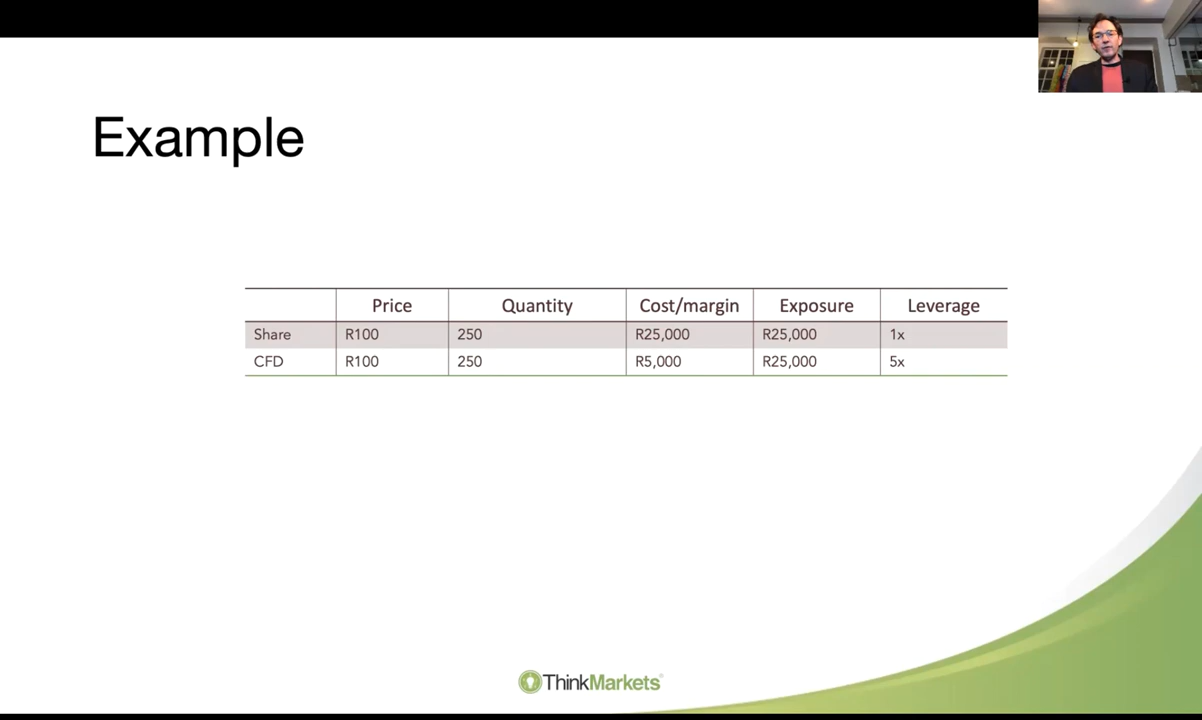 Example
Price Quantity Cost/margin Exposure Leverage
Share R100 250 R25,000 R25,000 1x
CFD R100 250 R5,000 R25,000 5x
ThinkMarkets